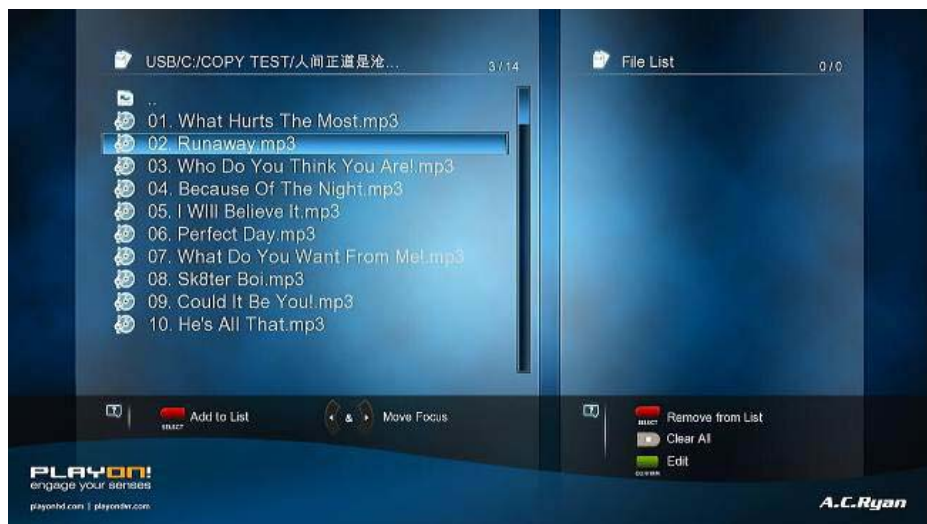 USB/C:/COPY TEST/人间正道是沧...
3/14
..
01. What Hurts The Most.mp3
02. Runaway.mp3
03. Who Do You Think You Are!.mp3
04. Because Of The Night.mp3
05. I WIll Believe It.mp3
06. Perfect Day.mp3
07. What Do You Want From Me!.mp3
08. Sk8ter Boi.mp3
09. Could It Be You!.mp3
10. He's All That.mp3
SELECT Add to List
& Move Focus
File List
0/0
SELECT Remove from List
Clear All
CONFIRM Edit
PLAYON!
engage your senses
playonhd.com | playondvr.com
A.C.Ryan